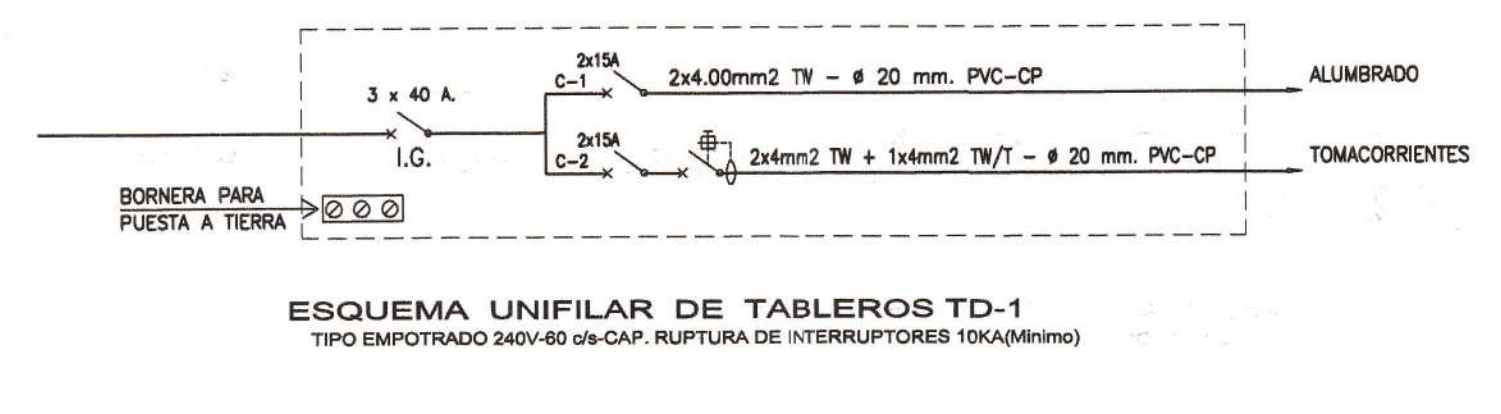 2x15A
C-1
2x4.00mm2 TW - ø 20 mm. PVC-CP
ALUMBRADO
3 x 40 A.
I.G.
2x15A
C-2
2x4mm2 TW + 1x4mm2 TW/T - ø 20 mm. PVC-CP
TOMACORRIENTES
BORNERA PARA
PUESTA A TIERRA
ESQUEMA UNIFILAR DE TABLEROS TD-1
TIPO EMPOTRADO 240V-60 c/s-CAP. RUPTURA DE INTERRUPTORES 10KA(Minimo)